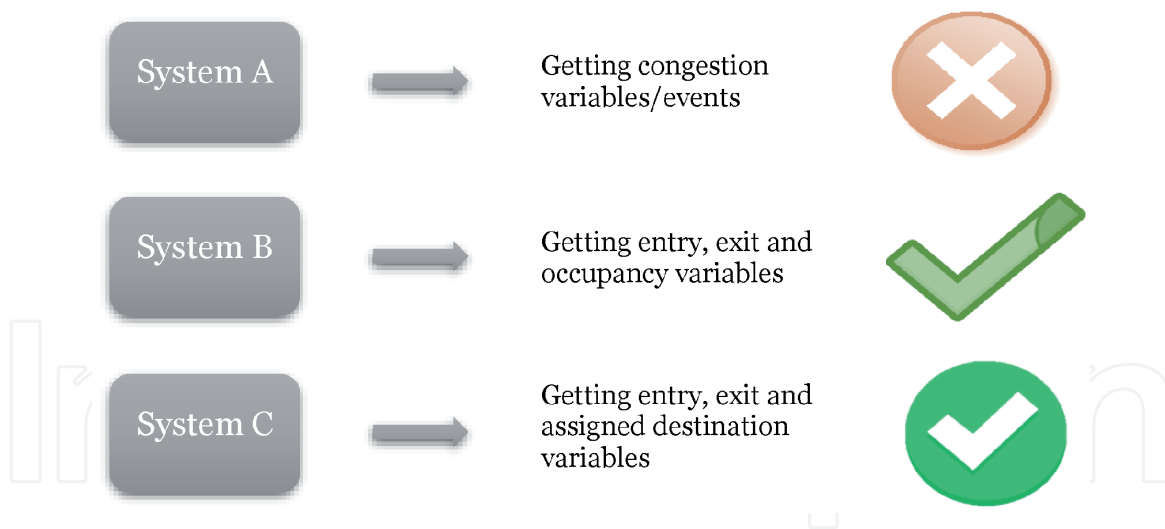 System A
Getting congestion
variables/events
System B
Getting entry, exit and
occupancy variables
System C
Getting entry, exit and
assigned destination
variables